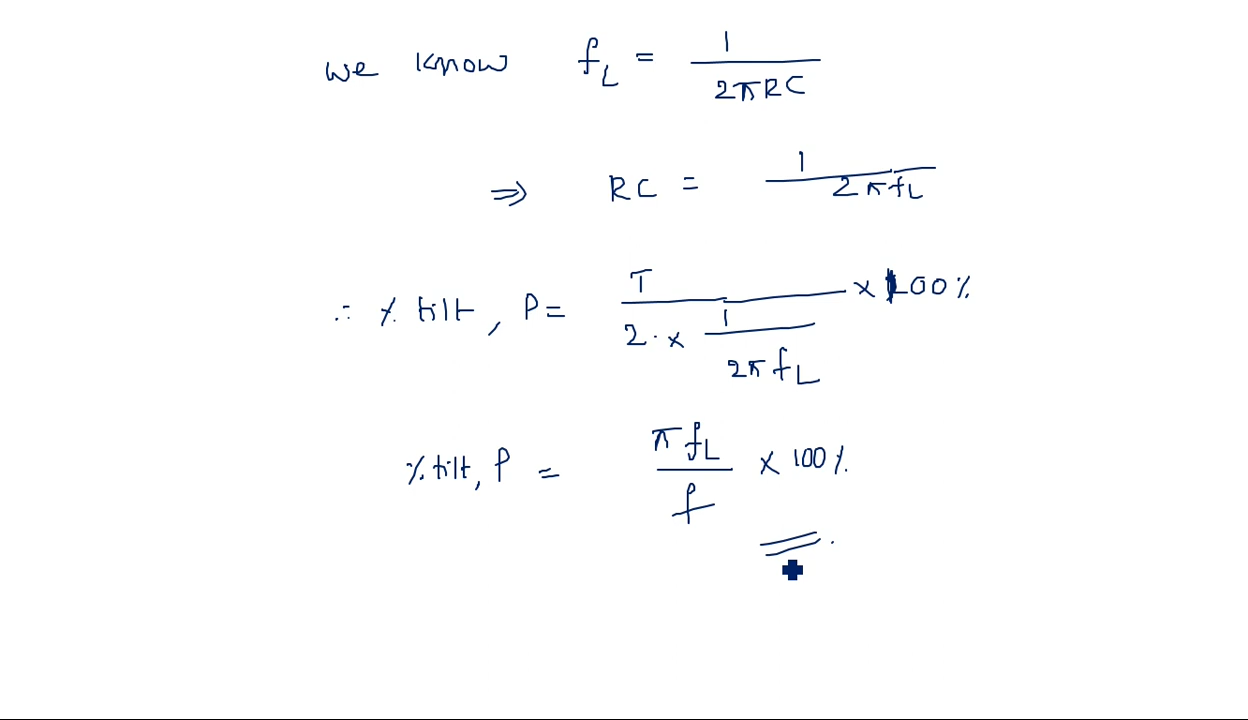 we know f_L = 1 / 2πRC
⇒ RC = 1 / 2πf_L
∴ % tilt, P = T / (2 · × 1 / 2πf_L) × 100%
% tilt, P = πf_L / f × 100%